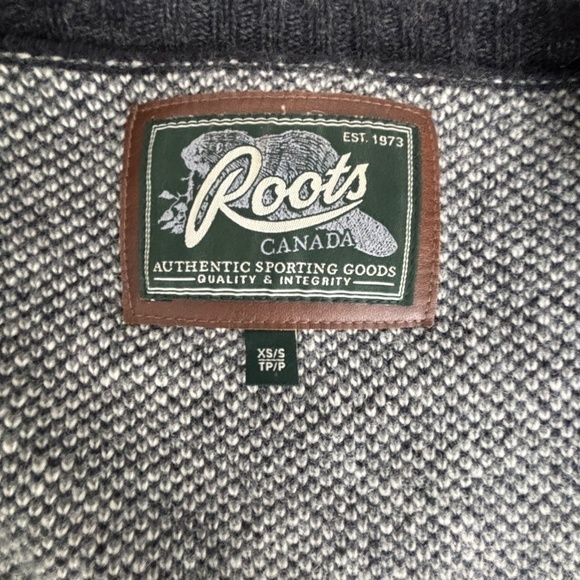 EST. 1973
Roots
CANADA
AUTHENTIC SPORTING GOODS
QUALITY & INTEGRITY
XS/S
TP/P